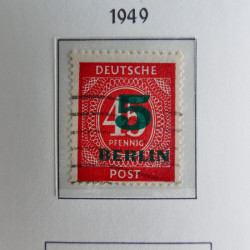 1949
DEUTSCHE
45
5
PFENNIG
BERLIN
POST